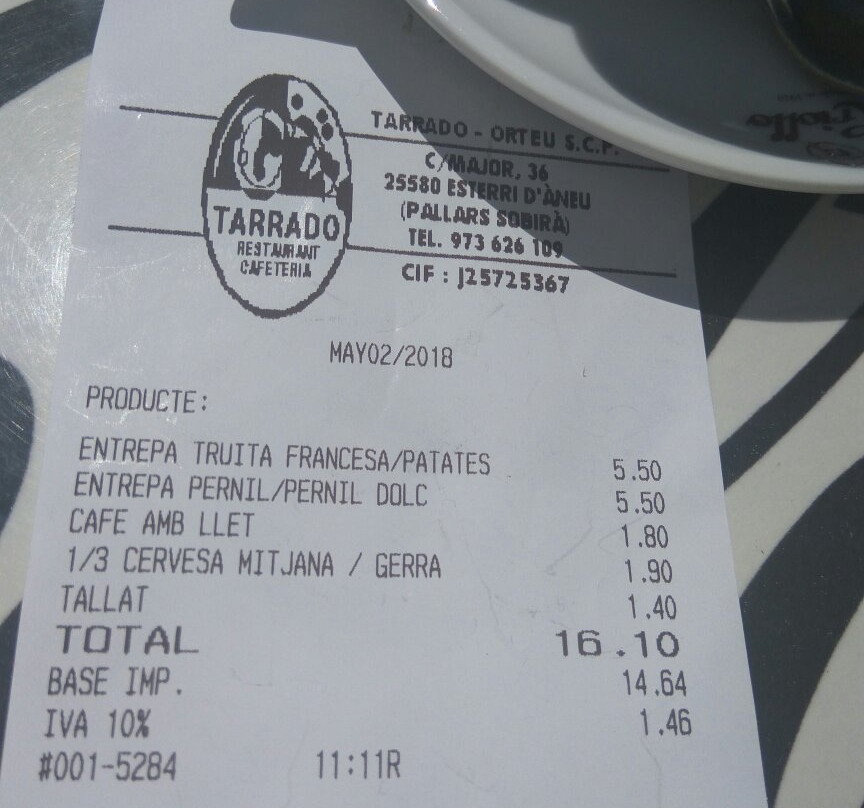 TARRADO
RESTAURANT
CAFETERIA
TARRADO - ORTEU S.C.P.
C/MAJOR, 36
25580 ESTERRI D'ÀNEU
(PALLARS SOBIRÀ)
TEL. 973 626 109
CIF : J25725367
MAY02/2018
PRODUCTE:
ENTREPA TRUITA FRANCESA/PATATES 5.50
ENTREPA PERNIL/PERNIL DOLC 5.50
CAFE AMB LLET 1.80
1/3 CERVESA MITJANA / GERRA 1.90
TALLAT 1.40
TOTAL 16.10
BASE IMP. 14.64
IVA 10% 1.46
#001-5284 11:11R